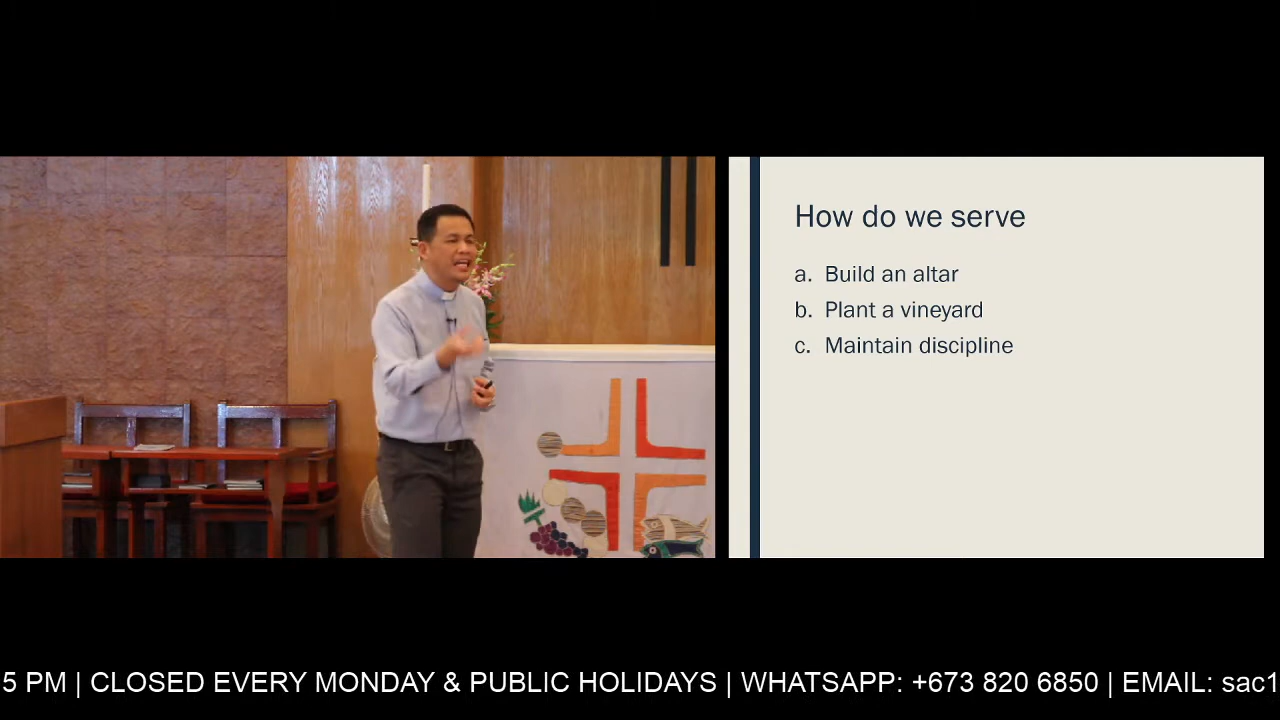 How do we serve
a. Build an altar
b. Plant a vineyard
c. Maintain discipline
5 PM | CLOSED EVERY MONDAY & PUBLIC HOLIDAYS | WHATSAPP: +673 820 6850 | EMAIL: sac1